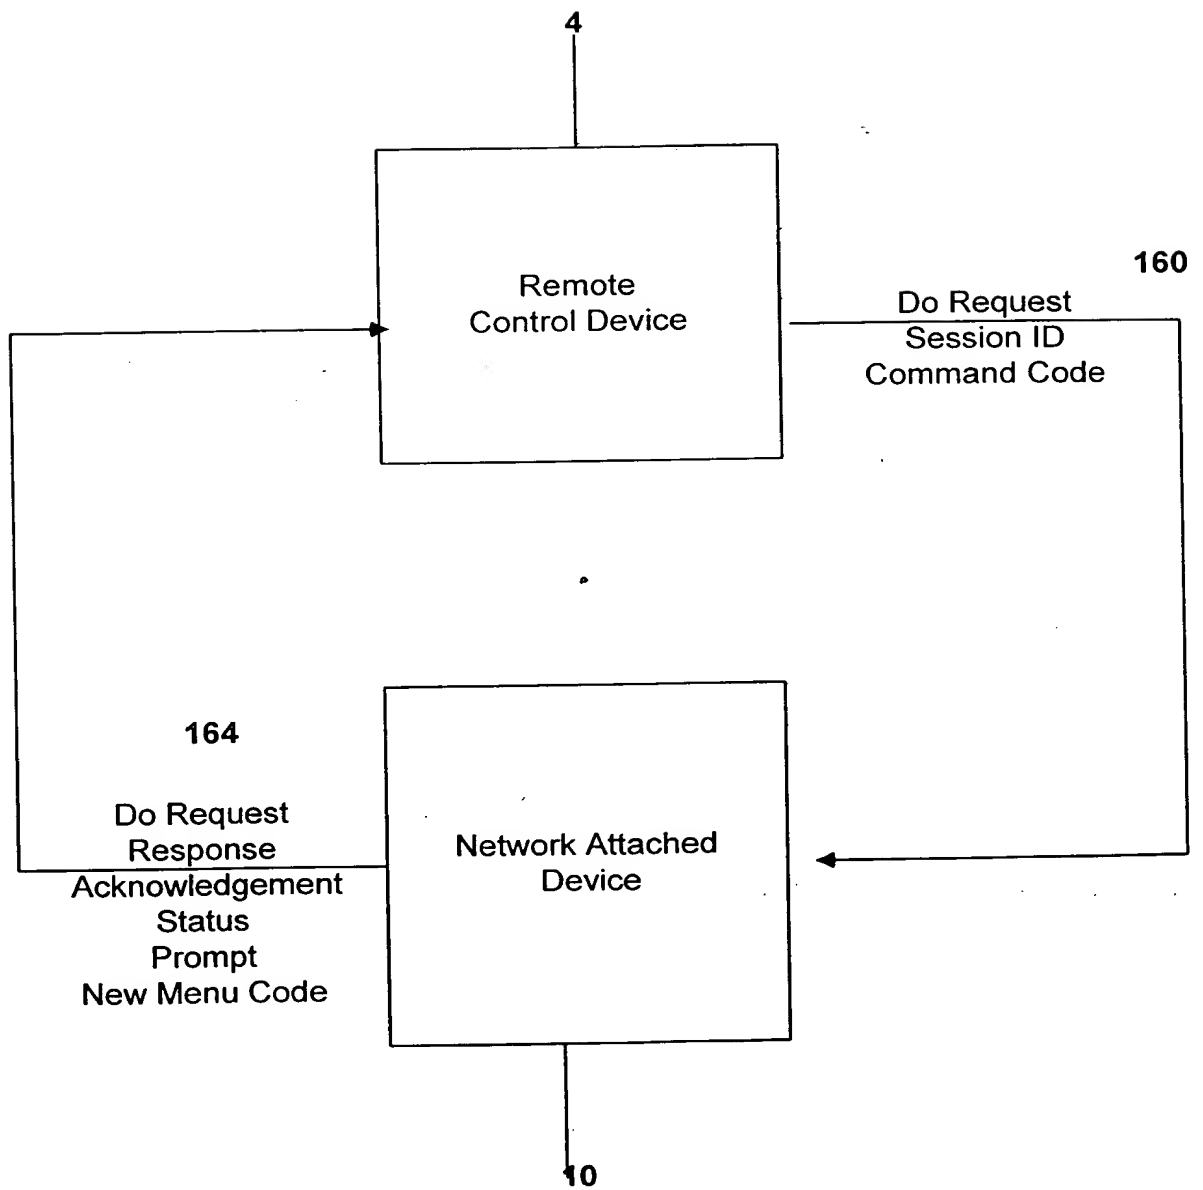 4
Remote
Control Device
160
Do Request
Session ID
Command Code
164
Do Request
Response
Acknowledgement
Status
Prompt
New Menu Code
Network Attached
Device
10